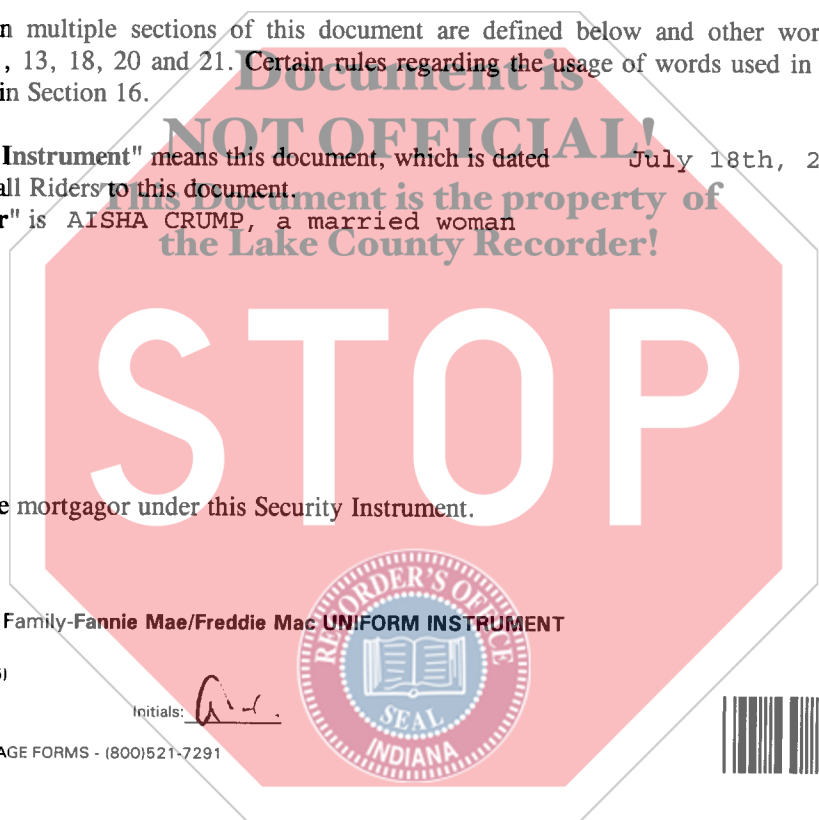 n multiple sections of this document are defined below and other wor
, 13, 18, 20 and 21. Certain rules regarding the usage of words used in
in Section 16.
Document is
NOT OFFICIAL!
Instrument" means this document, which is dated July 18th, 2
all Riders to this document.
This Document is the property of
r" is AISHA CRUMP, a married woman
the Lake County Recorder!
STOP
e mortgagor under this Security Instrument.
RECORDER'S OFFICE
Family-Fannie Mae/Freddie Mac UNIFORM INSTRUMENT
Initials:
SEAL
INDIANA
AGE FORMS - (800)521-7291